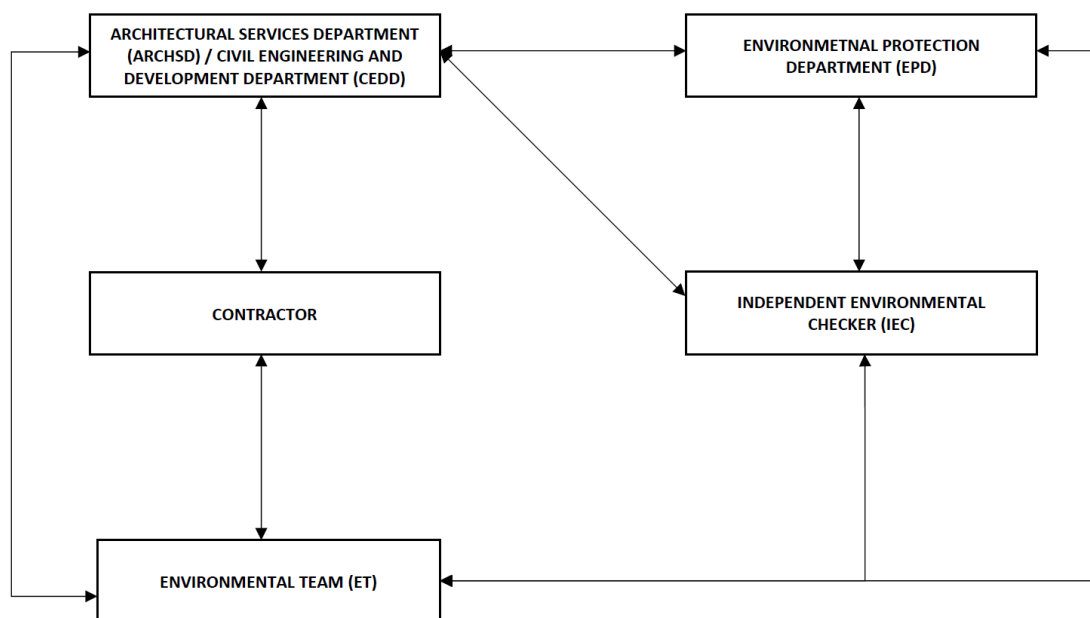 ARCHITECTURAL SERVICES DEPARTMENT
(ARCHSD) / CIVIL ENGINEERING AND
DEVELOPMENT DEPARTMENT (CEDD)
ENVIRONMETNAL PROTECTION
DEPARTMENT (EPD)
CONTRACTOR
INDEPENDENT ENVIRONMENTAL
CHECKER (IEC)
ENVIRONMENTAL TEAM (ET)